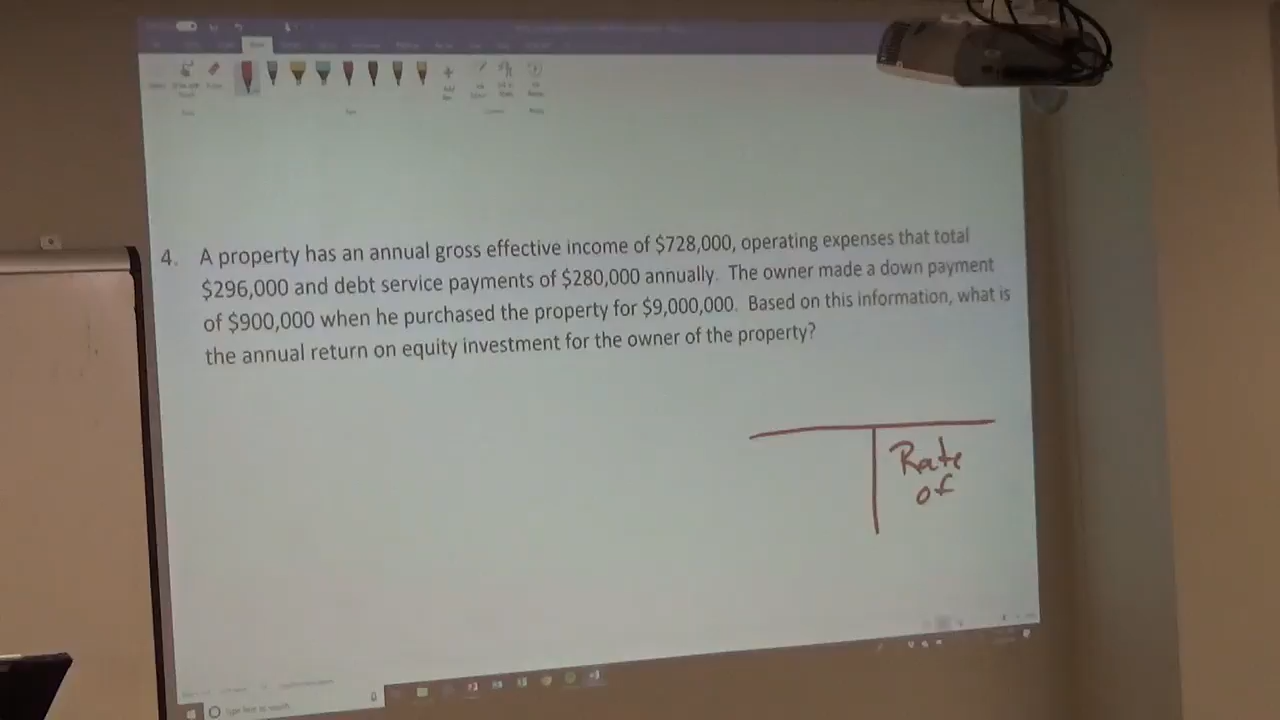 4. A property has an annual gross effective income of $728,000, operating expenses that total
$296,000 and debt service payments of $280,000 annually. The owner made a down payment
of $900,000 when he purchased the property for $9,000,000. Based on this information, what is
the annual return on equity investment for the owner of the property?
Rate
of